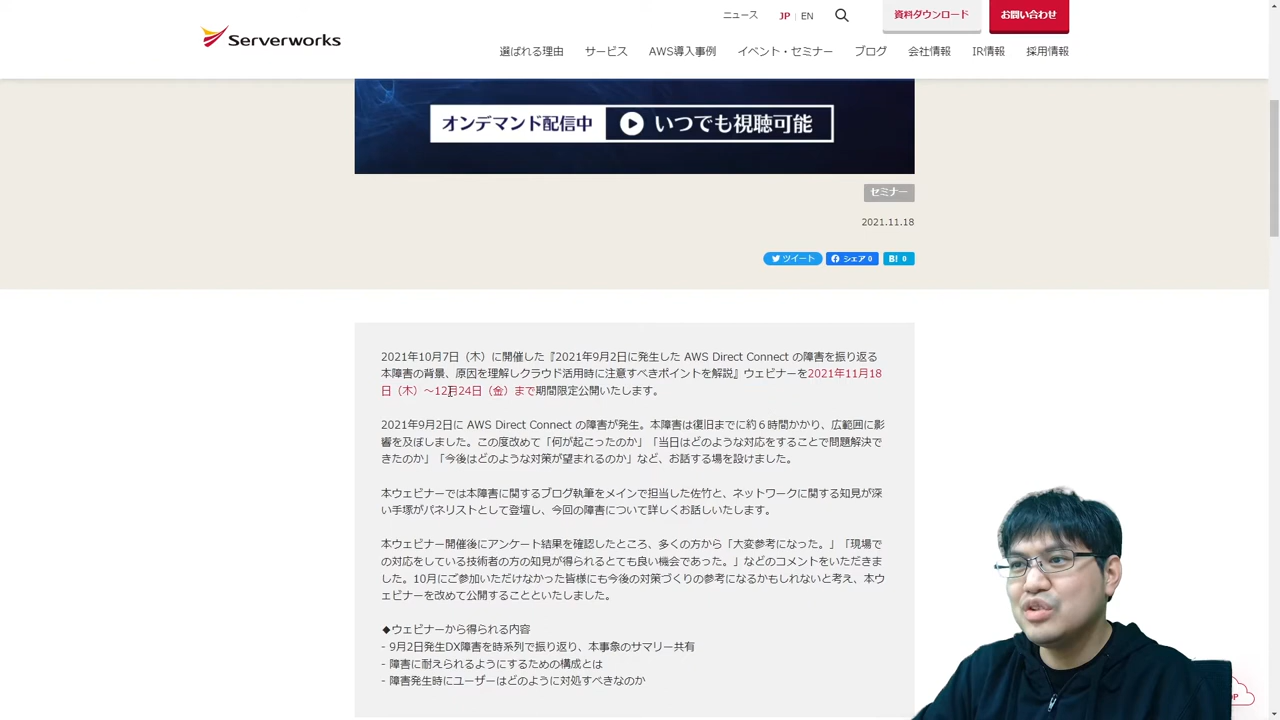 ニュース JP | EN 資料ダウンロード お問い合わせ
Serverworks
選ばれる理由 サービス AWS導入事例 イベント・セミナー ブログ 会社情報 IR情報 採用情報
オンデマンド配信中 いつでも視聴可能
セミナー
2021.11.18
ツイート シェア 0 B! 0
2021年10月7日（木）に開催した『2021年9月2日に発生した AWS Direct Connect の障害を振り返る
本障害の背景、原因を理解しクラウド活用時に注意すべきポイントを解説』ウェビナーを2021年11月18
日（木）～12月24日（金）まで期間限定公開いたします。
2021年9月2日に AWS Direct Connect の障害が発生。本障害は復旧までに約６時間かかり、広範囲に影
響を及ぼしました。この度改めて「何が起こったのか」「当日はどのような対応をすることで問題解決で
きたのか」「今後はどのような対策が望まれるのか」など、お話する場を設けました。
本ウェビナーでは本障害に関するブログ執筆をメインで担当した佐竹と、ネットワークに関する知見が深
い手塚がパネリストとして登壇し、今回の障害について詳しくお話しいたします。
本ウェビナー開催後にアンケート結果を確認したところ、多くの方から「大変参考になった。」「現場で
の対応をしている技術者の方の知見が得られるとても良い機会であった。」などのコメントをいただきま
した。10月にご参加いただけなかった皆様にも今後の対策づくりの参考になるかもしれないと考え、本ウ
ェビナーを改めて公開することといたしました。
◆ウェビナーから得られる内容
- 9月2日発生DX障害を時系列で振り返り、本事象のサマリー共有
- 障害に耐えられるようにするための構成とは
- 障害発生時にユーザーはどのように対処すべきなのか